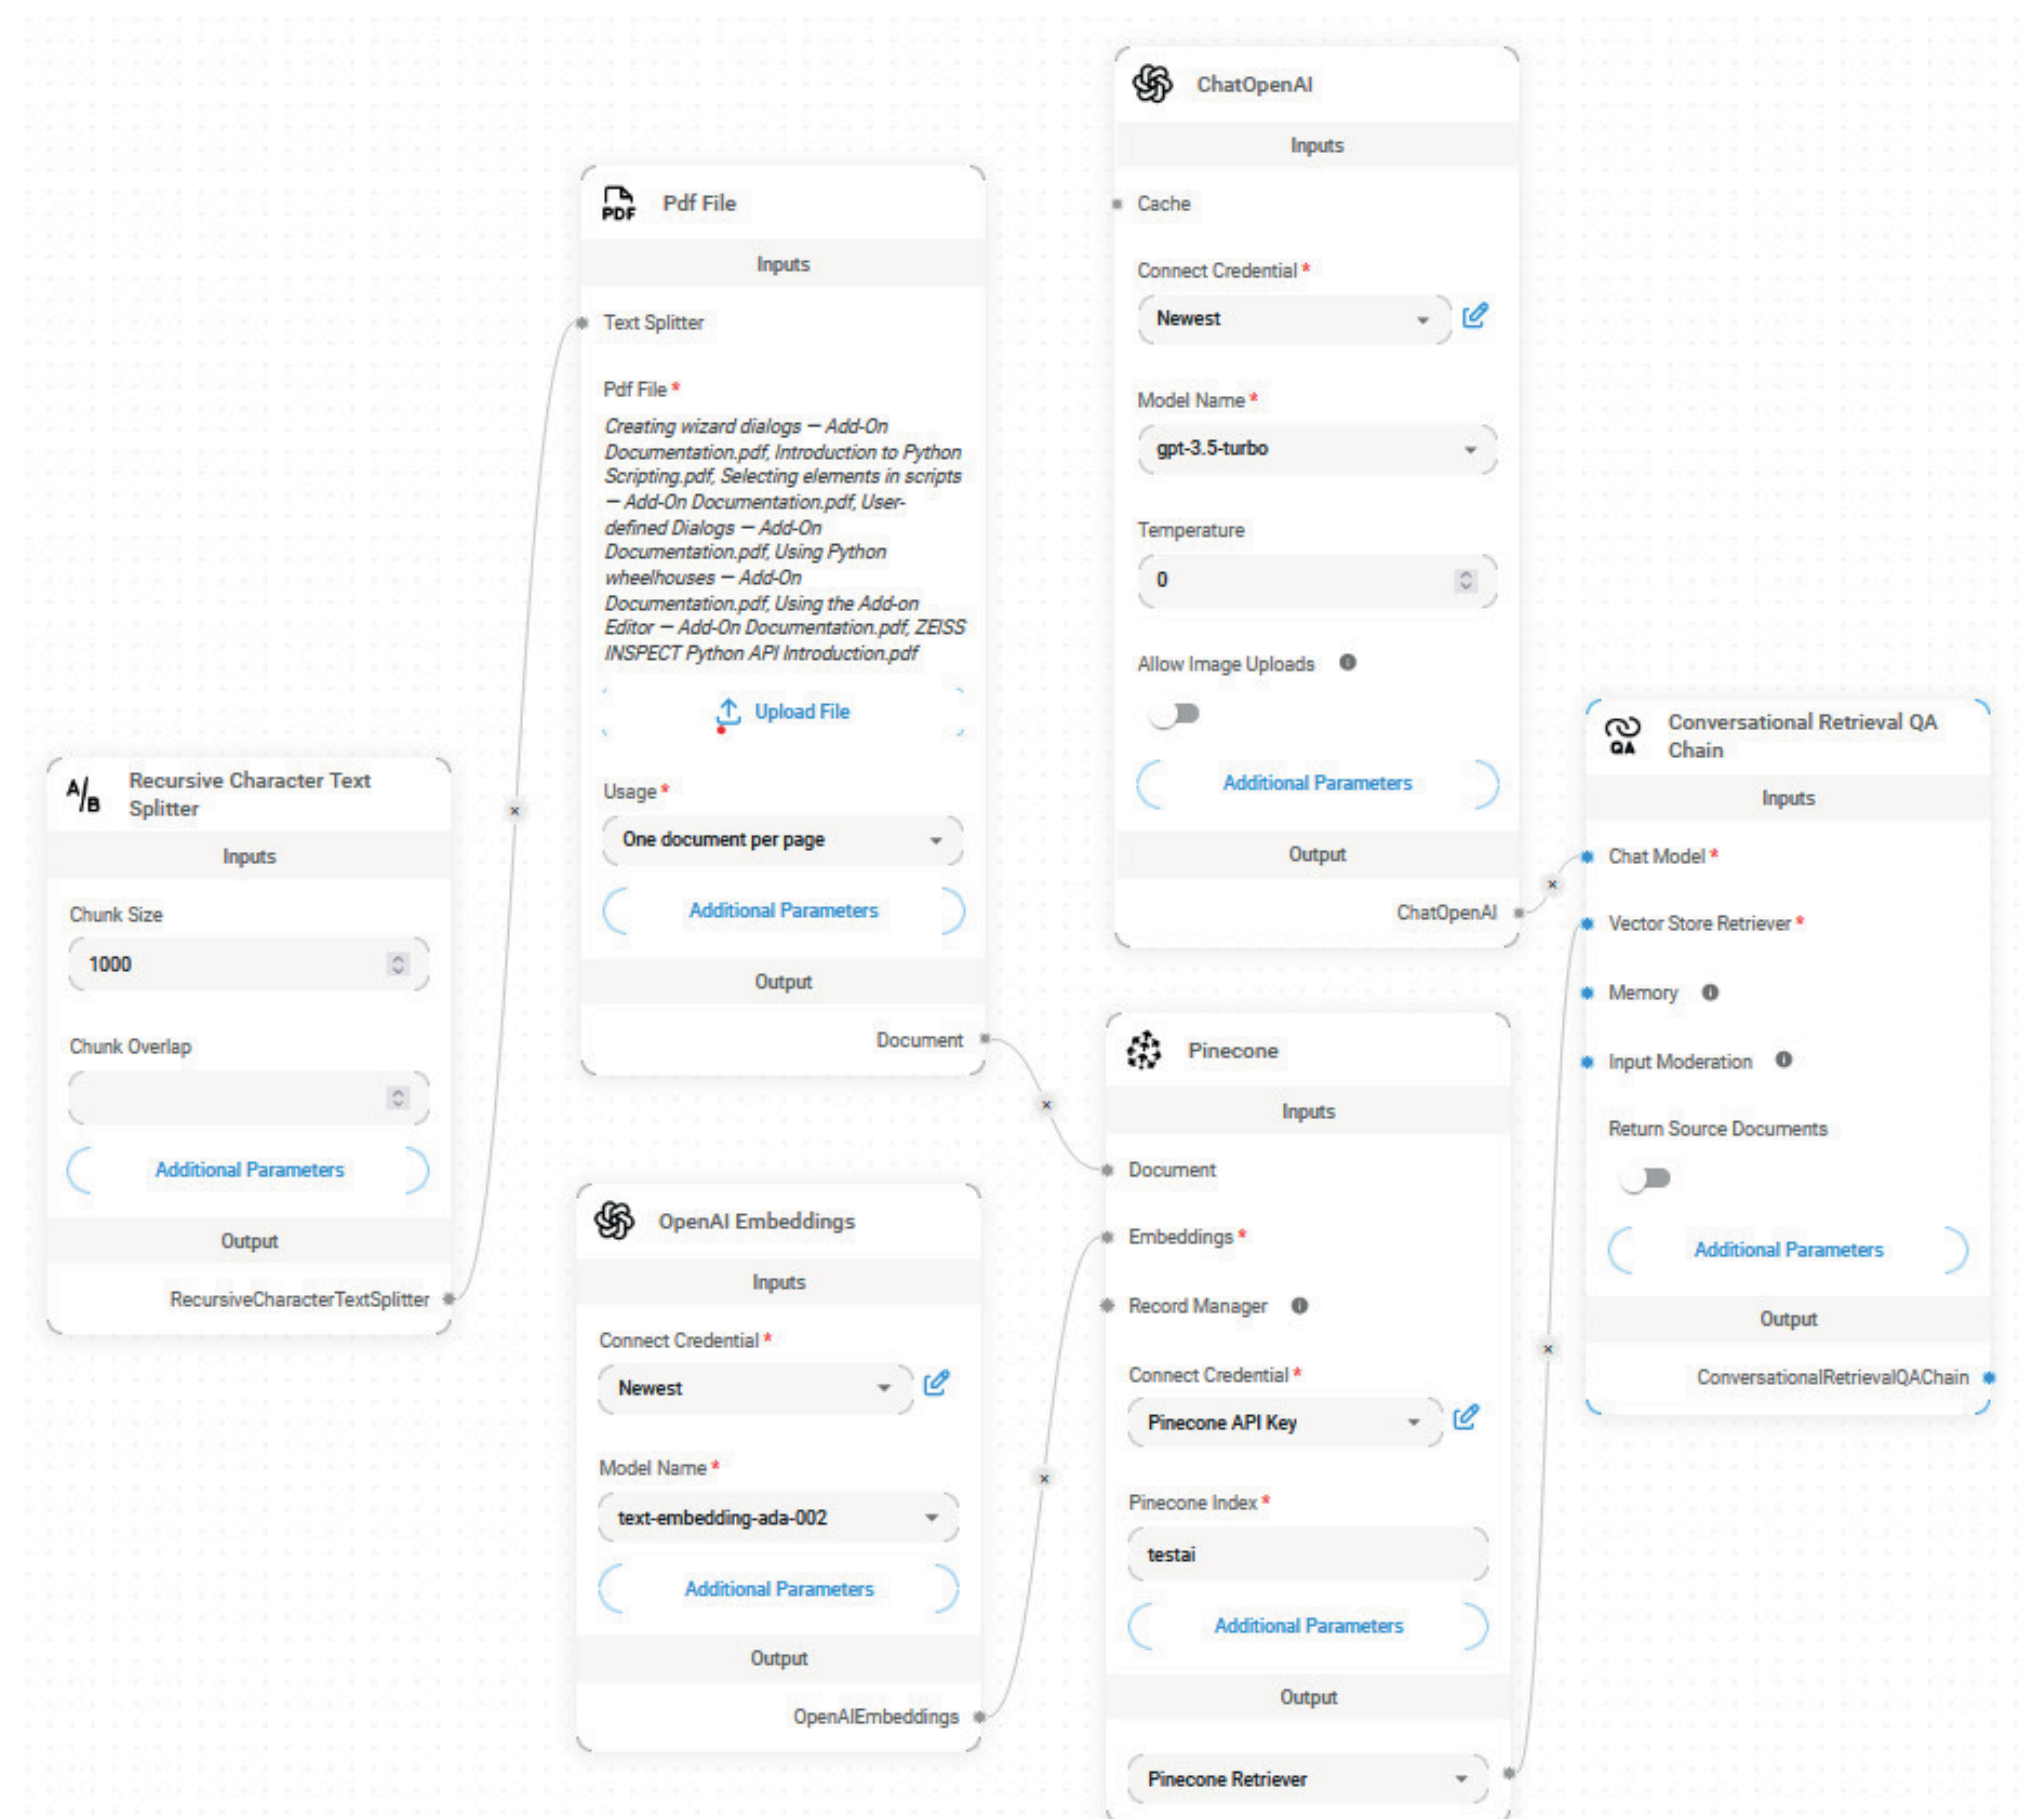 Recursive Character Text
Splitter
Inputs
Chunk Size
1000
Chunk Overlap
Additional Parameters
Output
RecursiveCharacterTextSplitter
PDF
Pdf File
Inputs
Text Splitter
Pdf File *
Creating wizard dialogs — Add-On
Documentation.pdf, Introduction to Python
Scripting.pdf, Selecting elements in scripts
— Add-On Documentation.pdf, User-
defined Dialogs — Add-On
Documentation.pdf, Using Python
wheelhouses — Add-On
Documentation.pdf, Using the Add-on
Editor — Add-On Documentation.pdf, ZEISS
INSPECT Python API Introduction.pdf
Upload File
Usage *
One document per page
Additional Parameters
Output
Document
OpenAI Embeddings
Inputs
Connect Credential *
Newest
Model Name *
text-embedding-ada-002
Additional Parameters
Output
OpenAIEmbeddings
ChatOpenAI
Inputs
Cache
Connect Credential *
Newest
Model Name *
gpt-3.5-turbo
Temperature
0
Allow Image Uploads
Additional Parameters
Output
ChatOpenAI
Pinecone
Inputs
Document
Embeddings *
Record Manager
Connect Credential *
Pinecone API Key
Pinecone Index *
testai
Additional Parameters
Output
Pinecone Retriever
QA
Conversational Retrieval QA
Chain
Inputs
Chat Model *
Vector Store Retriever *
Memory
Input Moderation
Return Source Documents
Additional Parameters
Output
ConversationalRetrievalQAChain
A/B